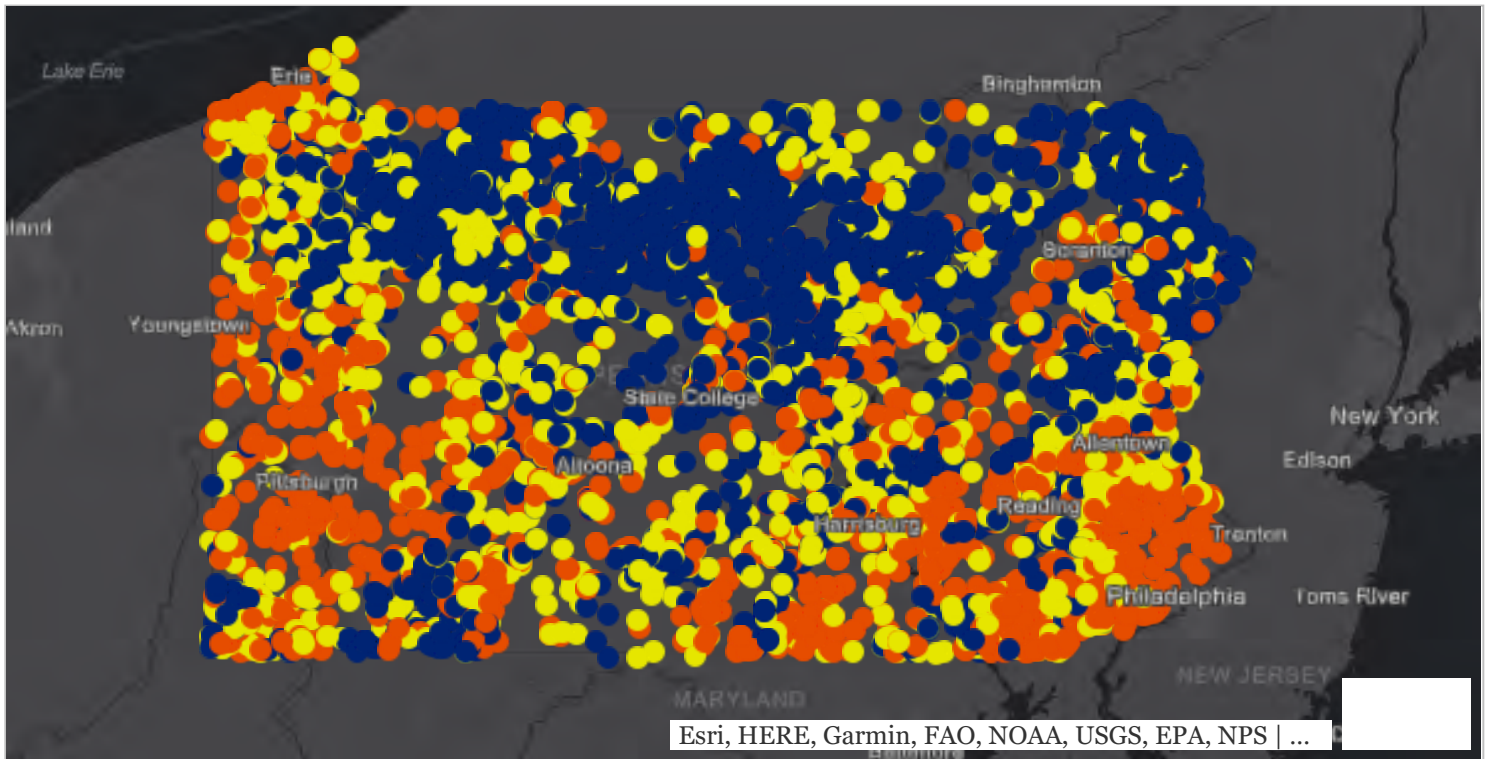 Lake Erie
Erie
Binghamton
land
Scranton
Akron
Youngstown
State College
New York
Allentown
Edison
Altoona
Pittsburgh
Reading
Harrisburg
Trenton
Philadelphia
Toms River
NEW JERSEY
MARYLAND
Esri, HERE, Garmin, FAO, NOAA, USGS, EPA, NPS | ...